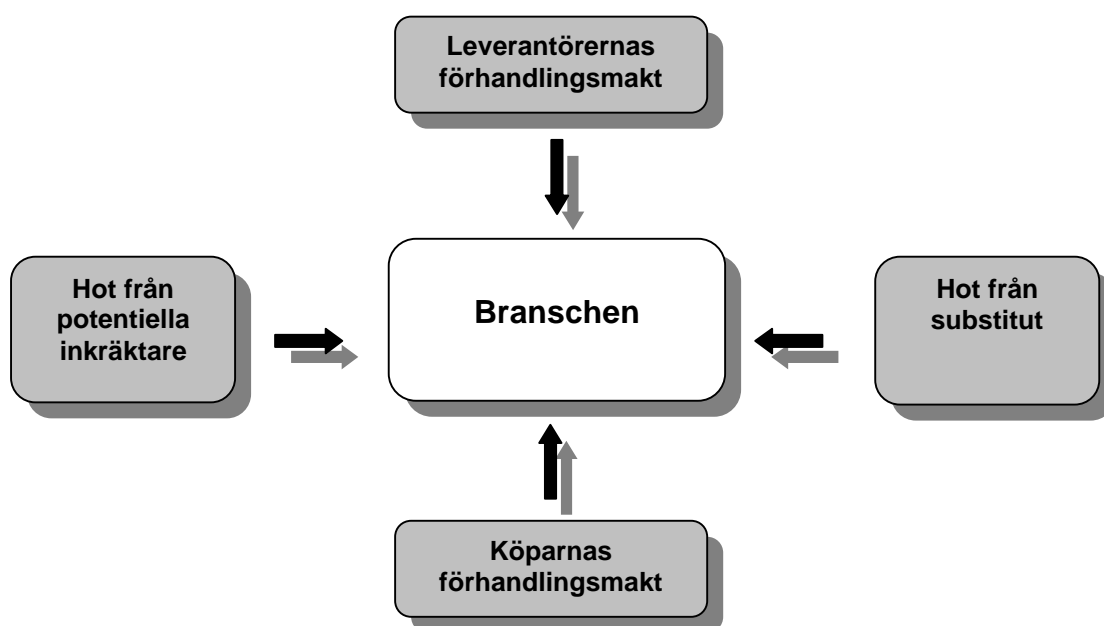 Leverantörernas
förhandlingsmakt
Hot från
potentiella
inkräktare
Branschen
Hot från
substitut
Köparnas
förhandlingsmakt